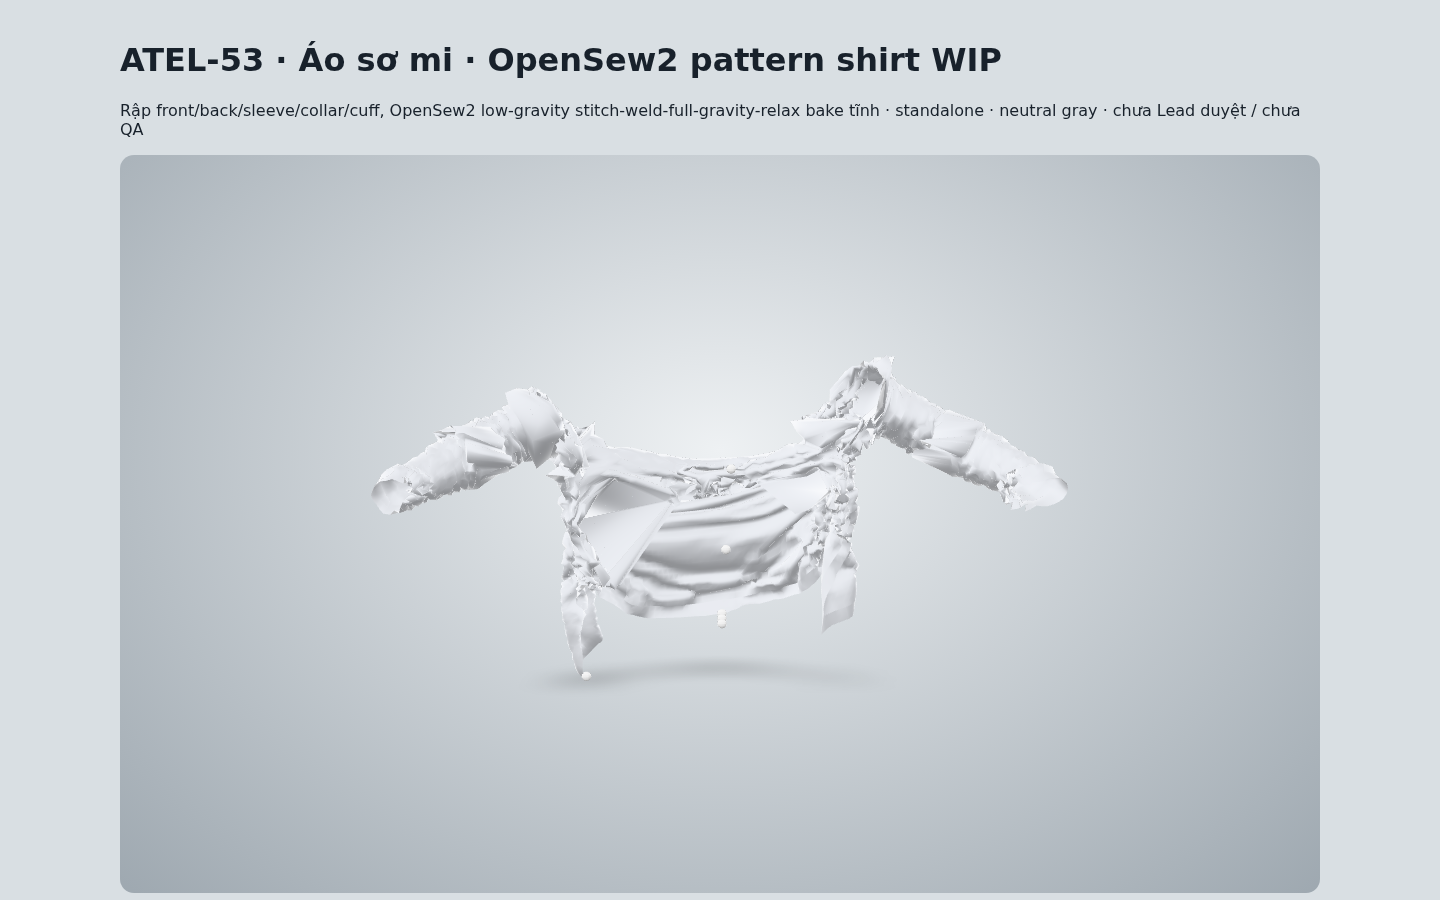 ATEL-53 · Áo sơ mi · OpenSew2 pattern shirt WIP
Rập front/back/sleeve/collar/cuff, OpenSew2 low-gravity stitch-weld-full-gravity-relax bake tĩnh · standalone · neutral gray · chưa Lead duyệt / chưa
QA